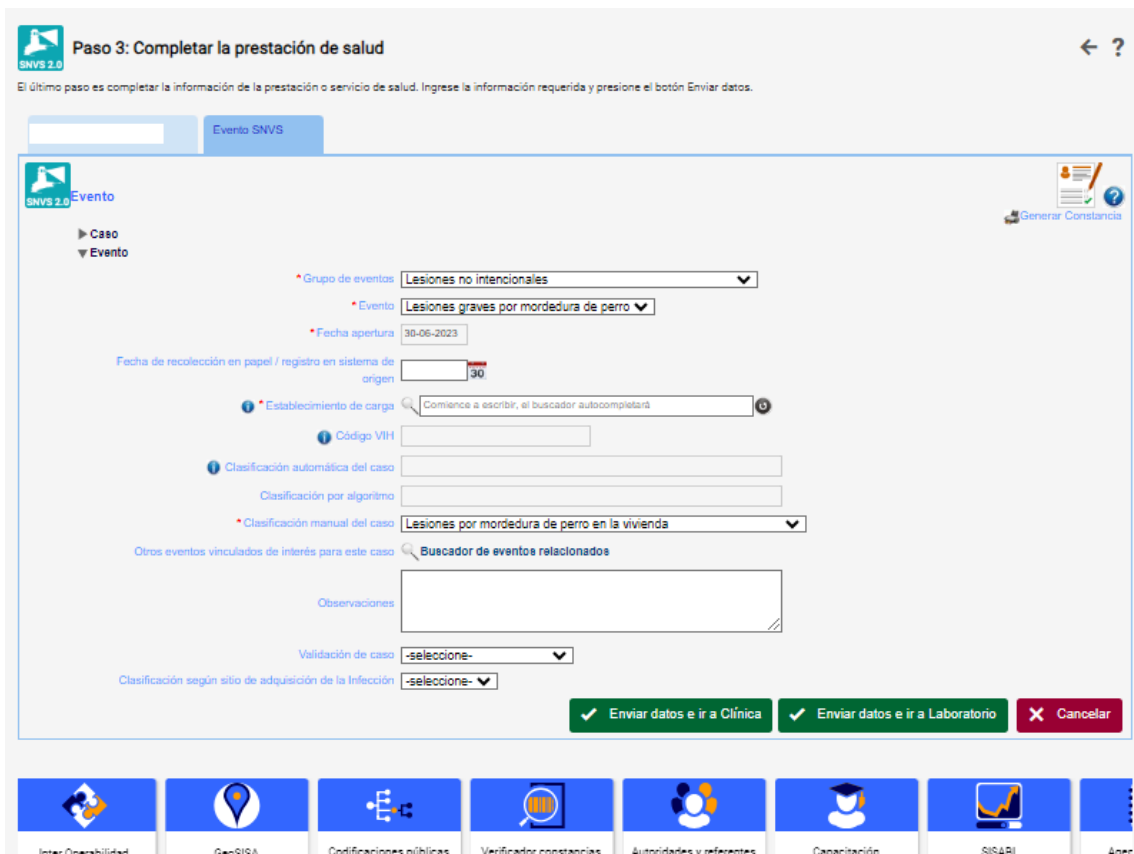 SNVS 2.0
Paso 3: Completar la prestación de salud
El último paso es completar la información de la prestación o servicio de salud. Ingrese la información requerida y presione el botón Enviar datos.
Evento SNVS
SNVS 2.0
Evento
Generar Constancia
Caso
Evento
*Grupo de eventos Lesiones no intencionales
*Evento Lesiones graves por mordedura de perro
*Fecha apertura 30-06-2023
Fecha de recolección en papel / registro en sistema de
origen 30
*Establecimiento de carga Comience a escribir, el buscador autocompletará
Código VIH
Clasificación automática del caso
Clasificación por algoritmo
*Clasificación manual del caso Lesiones por mordedura de perro en la vivienda
Otros eventos vinculados de interés para este caso Buscador de eventos relacionados
Observaciones
Validación de caso -seleccione-
Clasificación según sitio de adquisición de la Infección -seleccione-
Enviar datos e ir a Clínica Enviar datos e ir a Laboratorio Cancelar
Inter Operabilidad GeoSISA Codificaciones públicas Verificador constancias Autoridades y referentes Capacitación SISABI